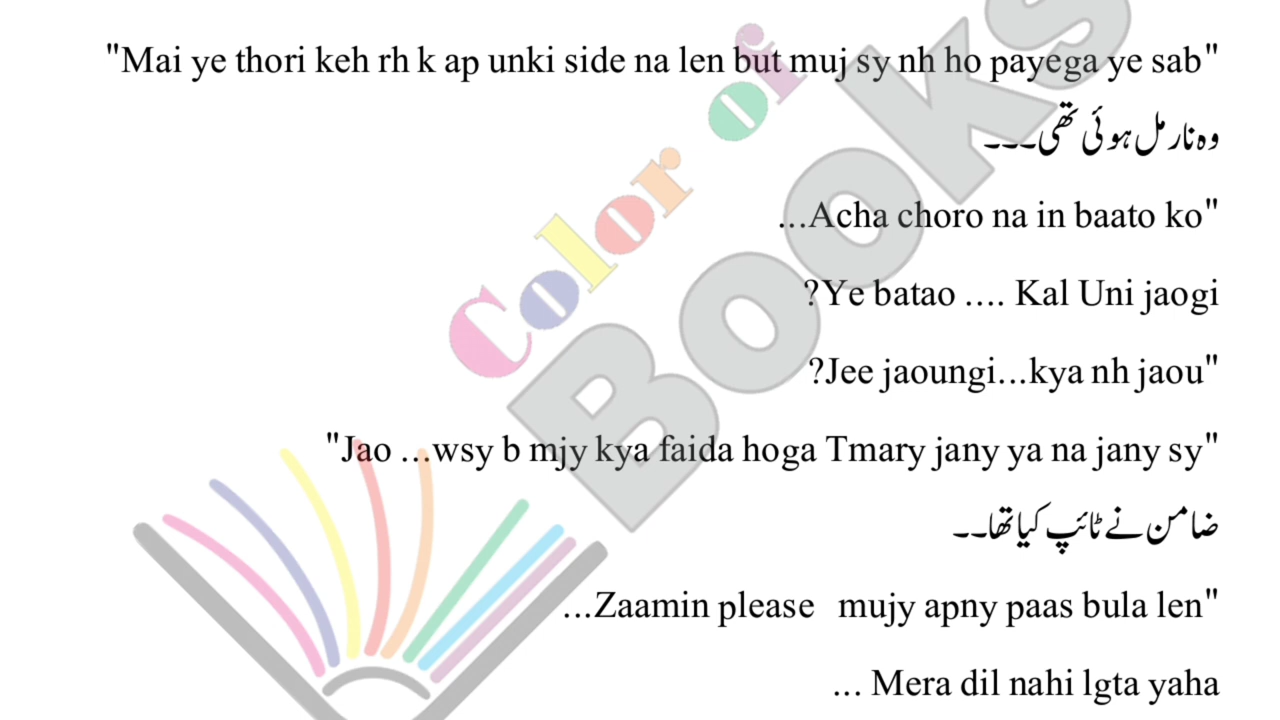 "Mai ye thori keh rh k ap unki side na len but muj sy nh ho payega ye sab"
وہ نارمل ہوئی تھی۔۔۔
...Acha choro na in baato ko"
?Ye batao .... Kal Uni jaogi
?Jee jaoungi...kya nh jaou"
"Jao ...wsy b mjy kya faida hoga Tmary jany ya na jany sy"
ضامن نے ٹائپ کیا تھا۔۔
...Zaamin please mujy apny paas bula len"
... Mera dil nahi lgta yaha
Color of
Books